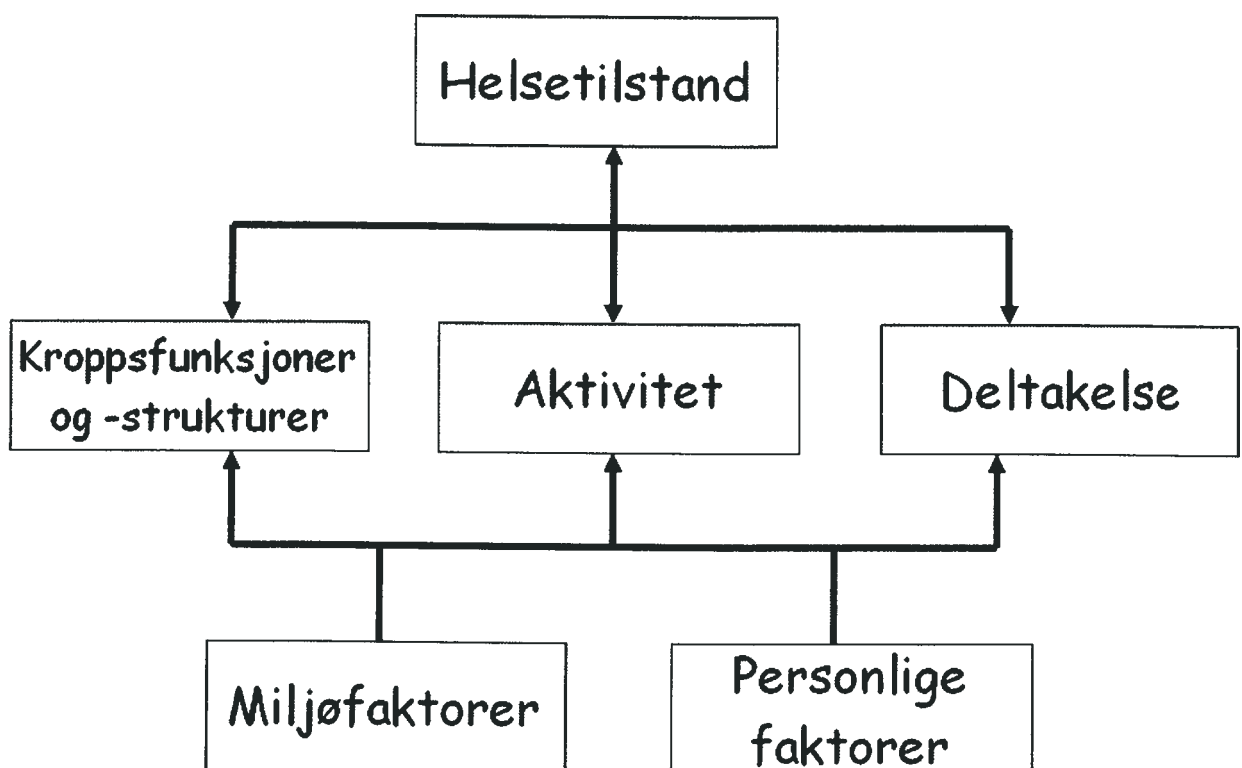 Helsetilstand
Kroppsfunksjoner
og -strukturer
Aktivitet
Deltakelse
Miljøfaktorer
Personlige
faktorer